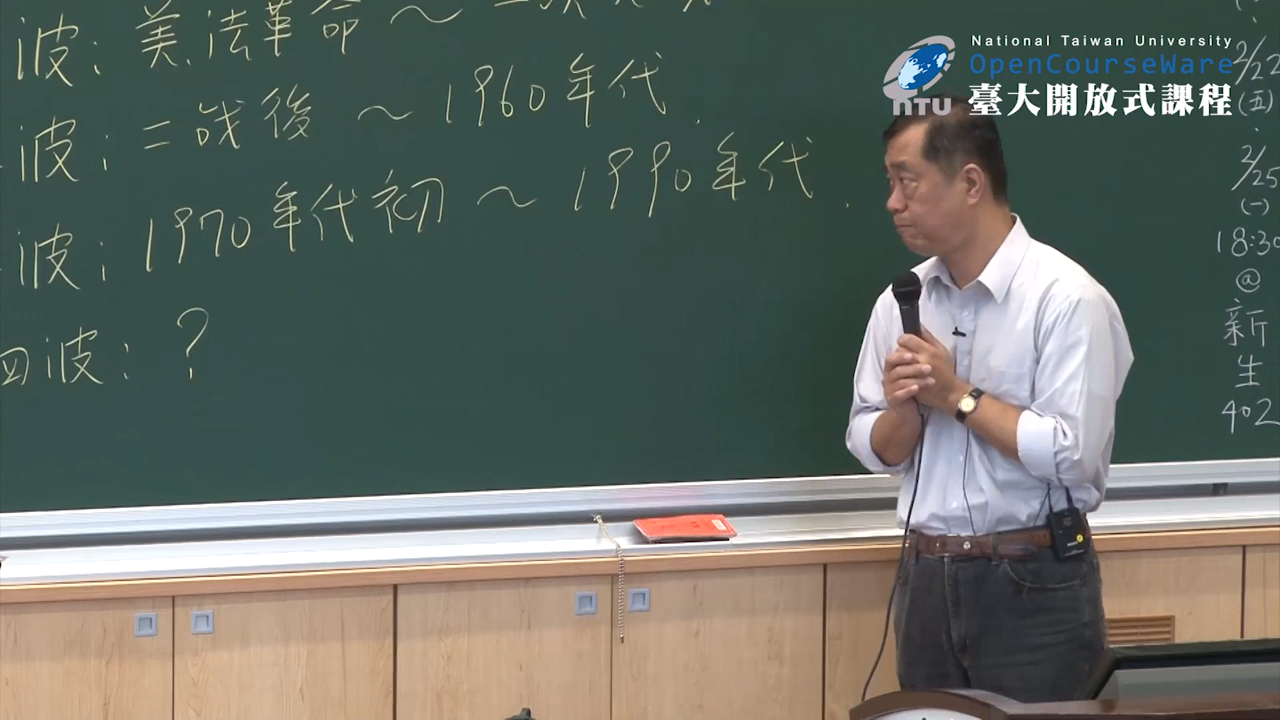 波：美、法革命～
波：二战後～1960年代.
波：1970年代初～1990年代.
四波：？
National Taiwan University
OpenCourseWare
臺大開放式課程
NTU
2/22
(五)
2/25
(一)
18:30
@
新
生
402